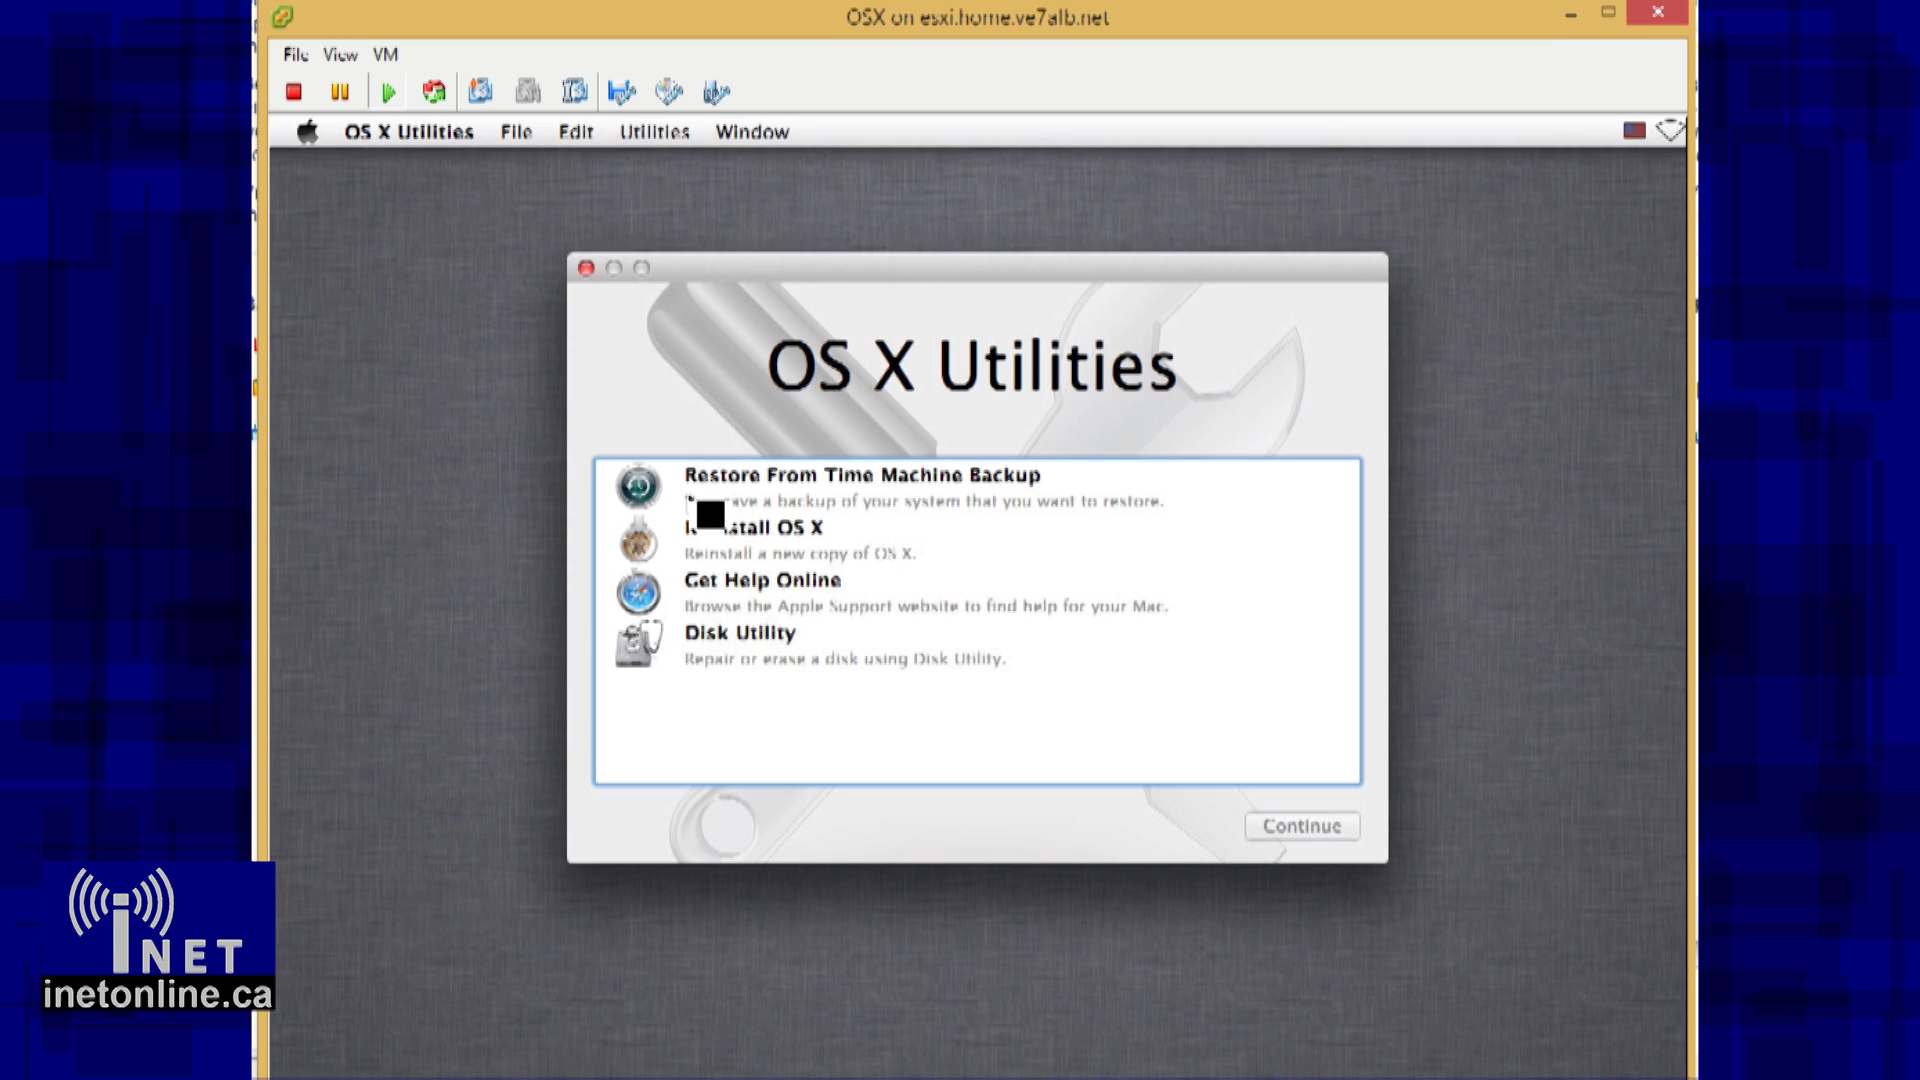 OSX on esxi.home.ve7alb.net
File View VM
OS X Utilities File Edit Utilities Window
OS X Utilities
Restore From Time Machine Backup
a backup of your system that you want to restore.
OS X
Reinstall a new copy of OS X.
Get Help Online
Browse the Apple Support website to find help for your Mac.
Disk Utility
Repair or erase a disk using Disk Utility.
Continue
iNET
inetonline.ca